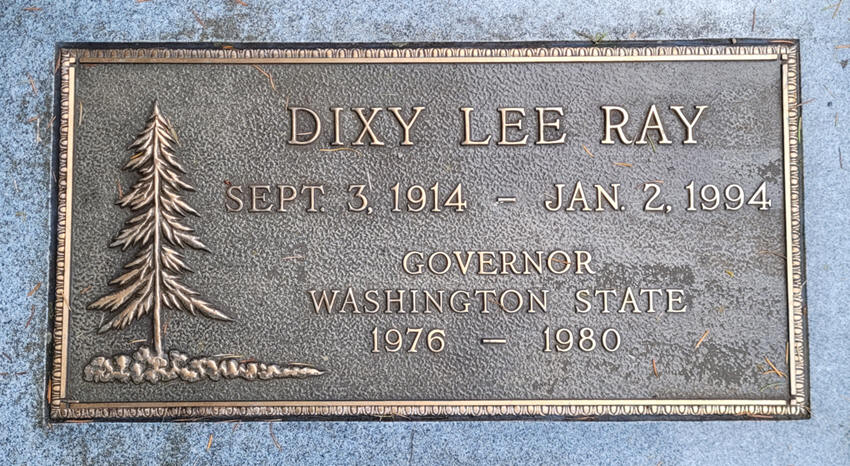 DIXY LEE RAY
SEPT. 3, 1914 – JAN. 2, 1994
GOVERNOR
WASHINGTON STATE
1976 – 1980